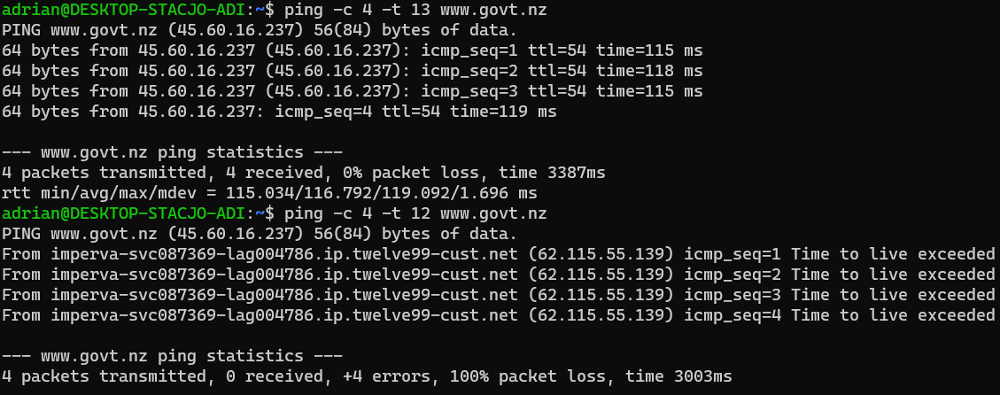 adrian@DESKTOP-STACJO-ADI:~$ ping -c 4 -t 13 www.govt.nz
PING www.govt.nz (45.60.16.237) 56(84) bytes of data.
64 bytes from 45.60.16.237 (45.60.16.237): icmp_seq=1 ttl=54 time=115 ms
64 bytes from 45.60.16.237 (45.60.16.237): icmp_seq=2 ttl=54 time=118 ms
64 bytes from 45.60.16.237 (45.60.16.237): icmp_seq=3 ttl=54 time=115 ms
64 bytes from 45.60.16.237: icmp_seq=4 ttl=54 time=119 ms

--- www.govt.nz ping statistics ---
4 packets transmitted, 4 received, 0% packet loss, time 3387ms
rtt min/avg/max/mdev = 115.034/116.792/119.092/1.696 ms
adrian@DESKTOP-STACJO-ADI:~$ ping -c 4 -t 12 www.govt.nz
PING www.govt.nz (45.60.16.237) 56(84) bytes of data.
From imperva-svc087369-lag004786.ip.twelve99-cust.net (62.115.55.139) icmp_seq=1 Time to live exceeded
From imperva-svc087369-lag004786.ip.twelve99-cust.net (62.115.55.139) icmp_seq=2 Time to live exceeded
From imperva-svc087369-lag004786.ip.twelve99-cust.net (62.115.55.139) icmp_seq=3 Time to live exceeded
From imperva-svc087369-lag004786.ip.twelve99-cust.net (62.115.55.139) icmp_seq=4 Time to live exceeded

--- www.govt.nz ping statistics ---
4 packets transmitted, 0 received, +4 errors, 100% packet loss, time 3003ms